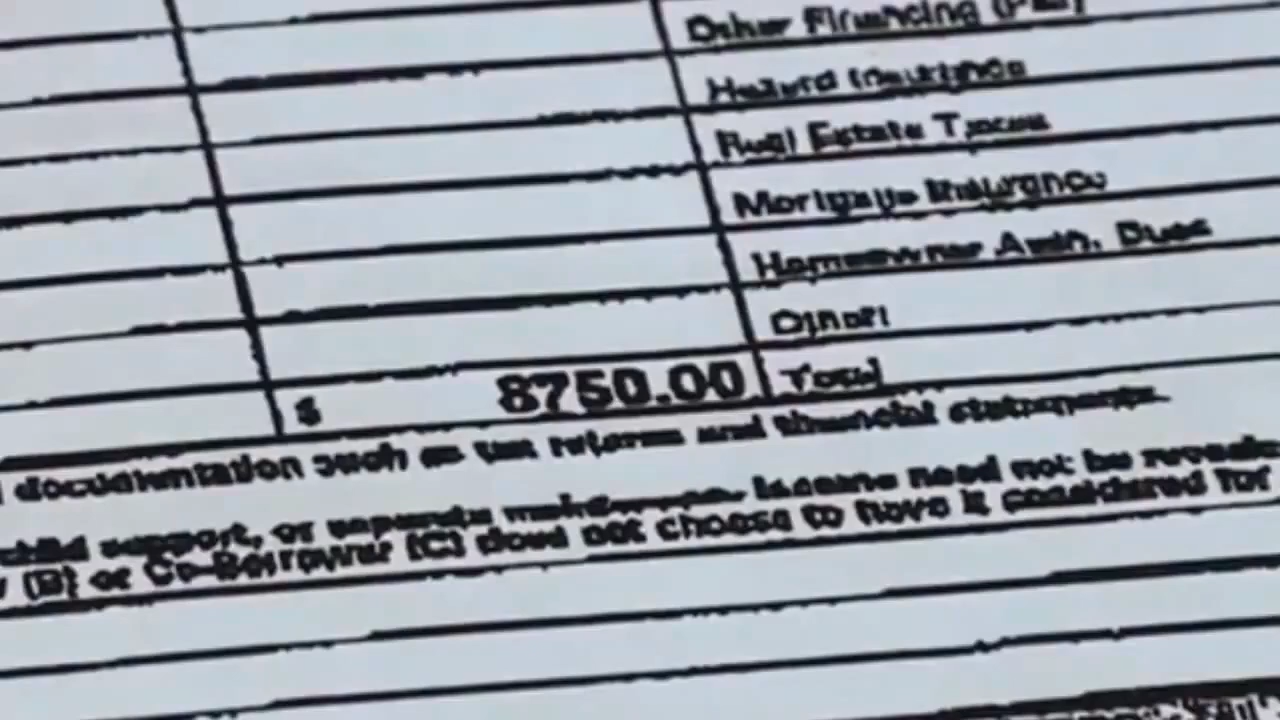 Other Financing (P&I)
Hazard Insurance
Real Estate Taxes
Mortgage Insurance
Homeowner Assn. Dues
Other:
$ 8750.00 Total
documentation such as tax returns and financial statements.
child support, or separate maintenance income need not be
(B) or Co-Borrower (C) does not choose to have it considered for